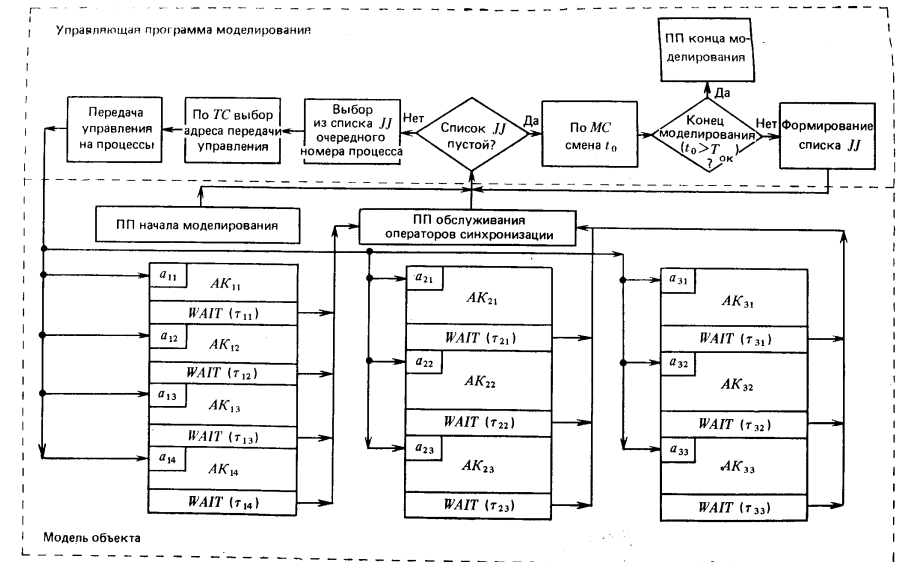 Управляющая программа моделирования
ПП конца мо-
делирования
Да
Передача
управления
на процессы
По TC выбор
адреса передачи
управления
Выбор
из списка JJ
очередного
номера процесса
Нет
Список JJ
пустой?
Да
По MC
смена t₀
Конец
моделирования
(t₀>Tок)
?
Нет
Формирование
списка JJ
ПП начала моделирования
ПП обслуживания
операторов синхронизации
a₁₁
AK₁₁
WAIT (τ₁₁)
a₁₂
AK₁₂
WAIT (τ₁₂)
a₁₃
AK₁₃
WAIT (τ₁₃)
a₁₄
AK₁₄
WAIT (τ₁₄)
a₂₁
AK₂₁
WAIT (τ₂₁)
a₂₂
AK₂₂
WAIT (τ₂₂)
a₂₃
AK₂₃
WAIT (τ₂₃)
a₃₁
AK₃₁
WAIT (τ₃₁)
a₃₂
AK₃₂
WAIT (τ₃₂)
a₃₃
AK₃₃
WAIT (τ₃₃)
Модель объекта